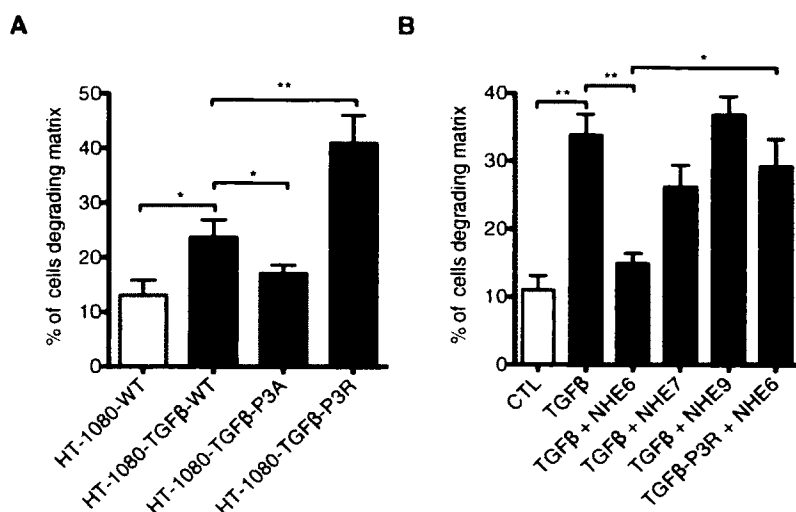 A
% of cells degrading matrix
50
40
30
20
10
0
**
*
*
HT-1080-WT
HT-1080-TGFβ-WT
HT-1080-TGFβ-P3A
HT-1080-TGFβ-P3R
B
% of cells degrading matrix
40
30
20
10
0
*
**
**
CTL
TGFβ
TGFβ + NHE6
TGFβ + NHE7
TGFβ + NHE9
TGFβ-P3R + NHE6